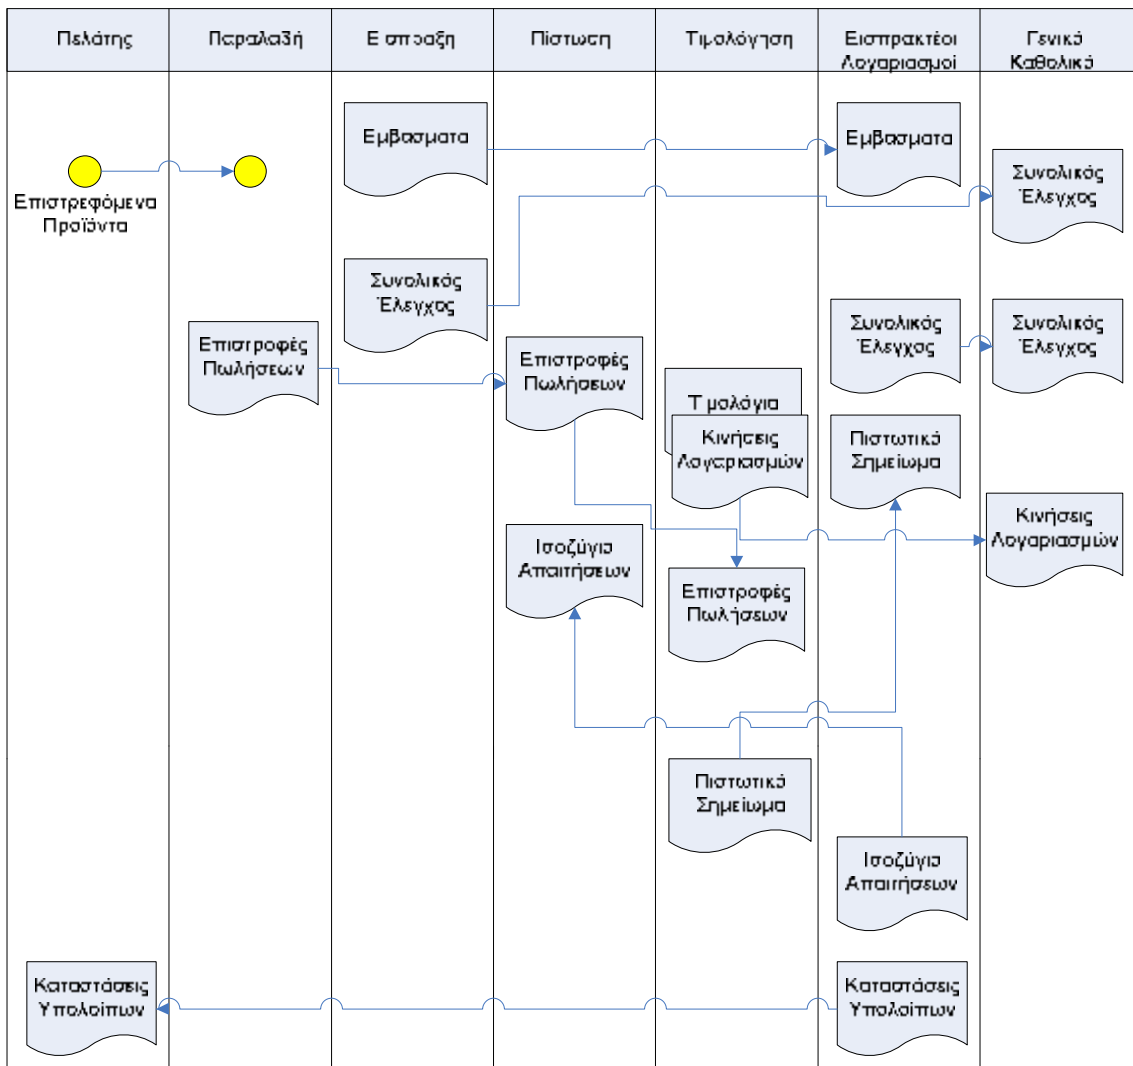 Πελάτης
Παραλαβή
Είσπραξη
Πίστωση
Τιμολόγηση
Εισπρακτέοι
Λογαριασμοί
Γενικό
Καθολικό
Εμβασματα
Εμβασματα
Επιστρεφόμενα
Προϊόντα
Συνολικός
Έλεγχος
Συνολικός
Έλεγχος
Συνολικός
Έλεγχος
Συνολικός
Έλεγχος
Επιστροφές
Πωλήσεων
Επιστροφές
Πωλήσεων
Τιμολόγια
Κινήσεις
Λογαριασμών
Πιστωτικό
Σημείωμα
Κινήσεις
Λογαριασμών
Ισοζύγιο
Απαιτήσεων
Επιστροφές
Πωλήσεων
Πιστωτικό
Σημείωμα
Ισοζύγιο
Απαιτήσεων
Καταστάσεις
Υπολοίπων
Καταστάσεις
Υπολοίπων